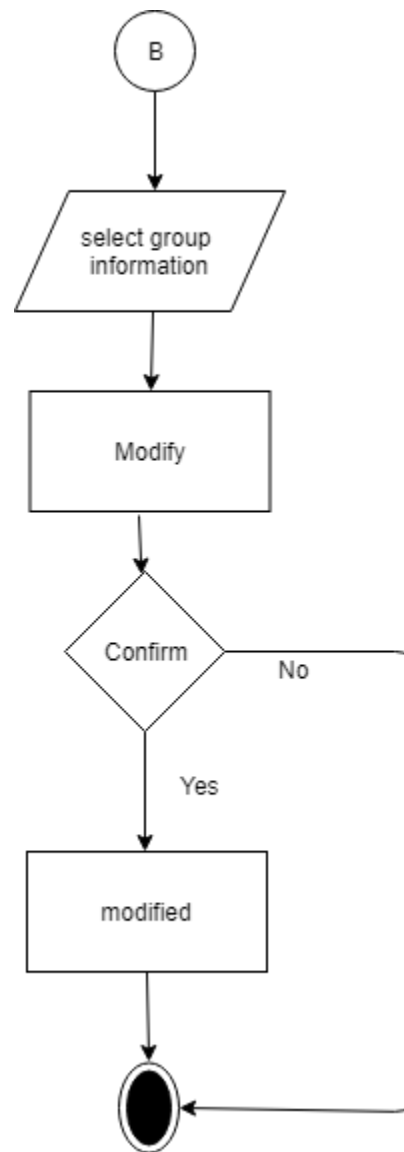 B
select group
information
Modify
Confirm
No
Yes
modified